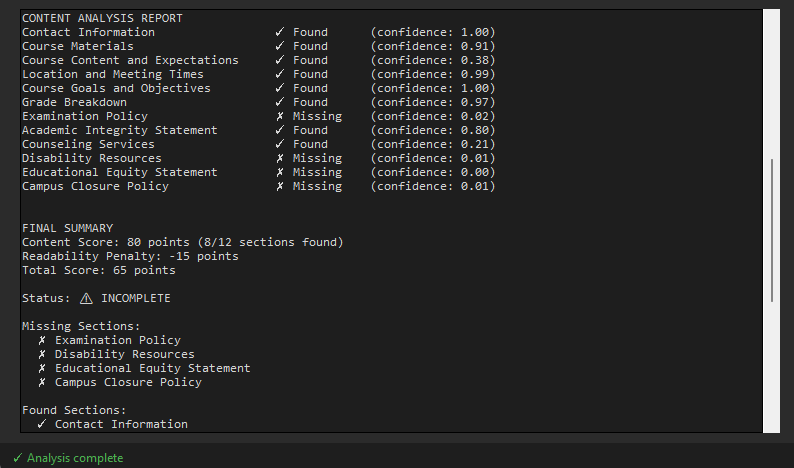 CONTENT ANALYSIS REPORT
Contact Information ✓ Found (confidence: 1.00)
Course Materials ✓ Found (confidence: 0.91)
Course Content and Expectations ✓ Found (confidence: 0.38)
Location and Meeting Times ✓ Found (confidence: 0.99)
Course Goals and Objectives ✓ Found (confidence: 1.00)
Grade Breakdown ✓ Found (confidence: 0.97)
Examination Policy ✗ Missing (confidence: 0.02)
Academic Integrity Statement ✓ Found (confidence: 0.80)
Counseling Services ✓ Found (confidence: 0.21)
Disability Resources ✗ Missing (confidence: 0.01)
Educational Equity Statement ✗ Missing (confidence: 0.00)
Campus Closure Policy ✗ Missing (confidence: 0.01)
FINAL SUMMARY
Content Score: 80 points (8/12 sections found)
Readability Penalty: -15 points
Total Score: 65 points
Status: ⚠ INCOMPLETE
Missing Sections:
✗ Examination Policy
✗ Disability Resources
✗ Educational Equity Statement
✗ Campus Closure Policy
Found Sections:
✓ Contact Information
✓ Analysis complete